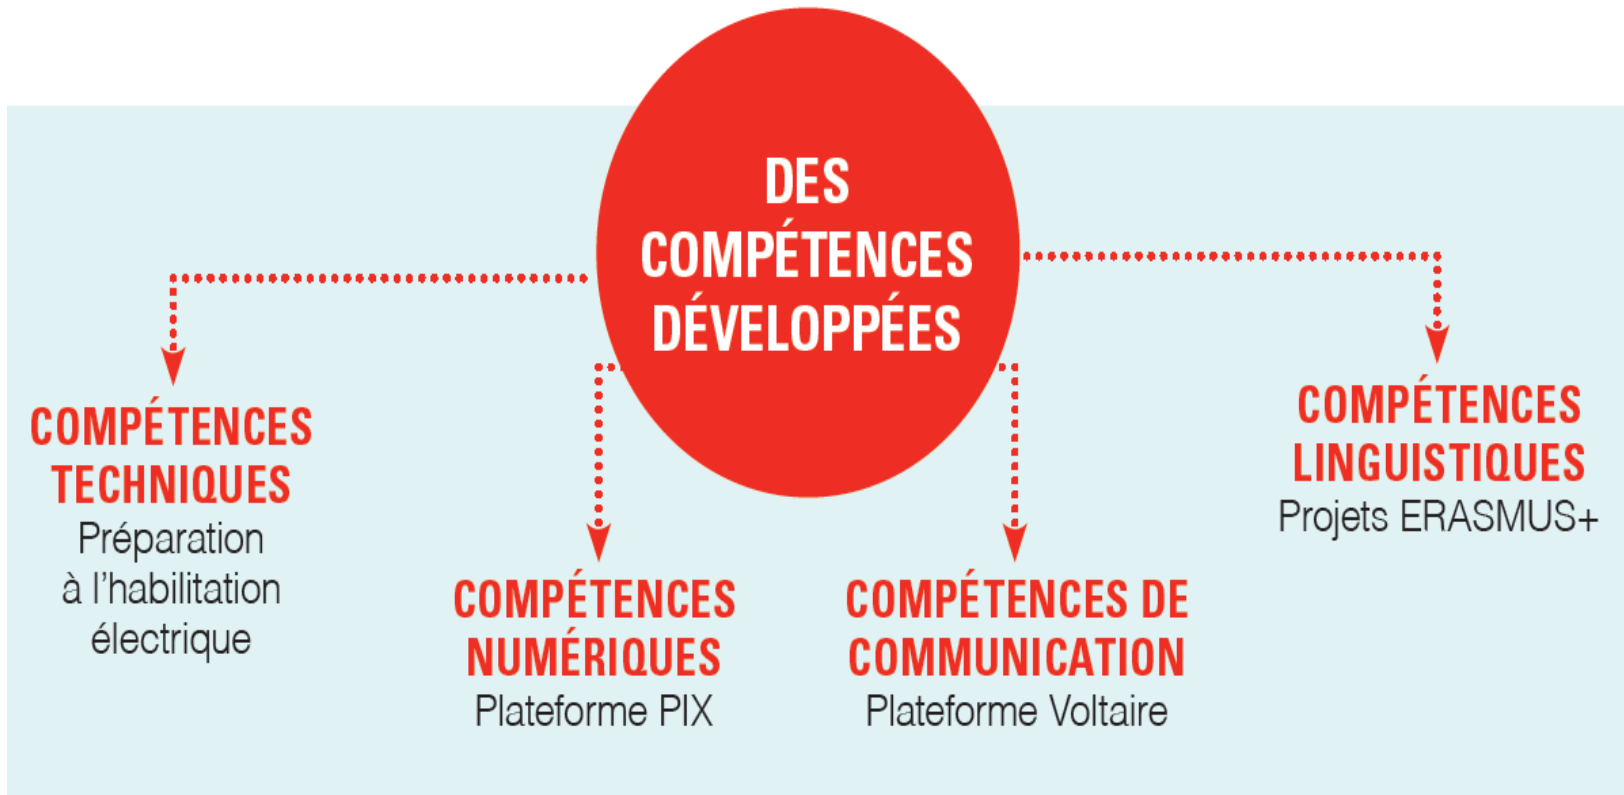 DES
COMPÉTENCES
DÉVELOPPÉES
COMPÉTENCES
TECHNIQUES
Préparation
à l'habilitation
électrique
COMPÉTENCES
NUMÉRIQUES
Plateforme PIX
COMPÉTENCES DE
COMMUNICATION
Plateforme Voltaire
COMPÉTENCES
LINGUISTIQUES
Projets ERASMUS+